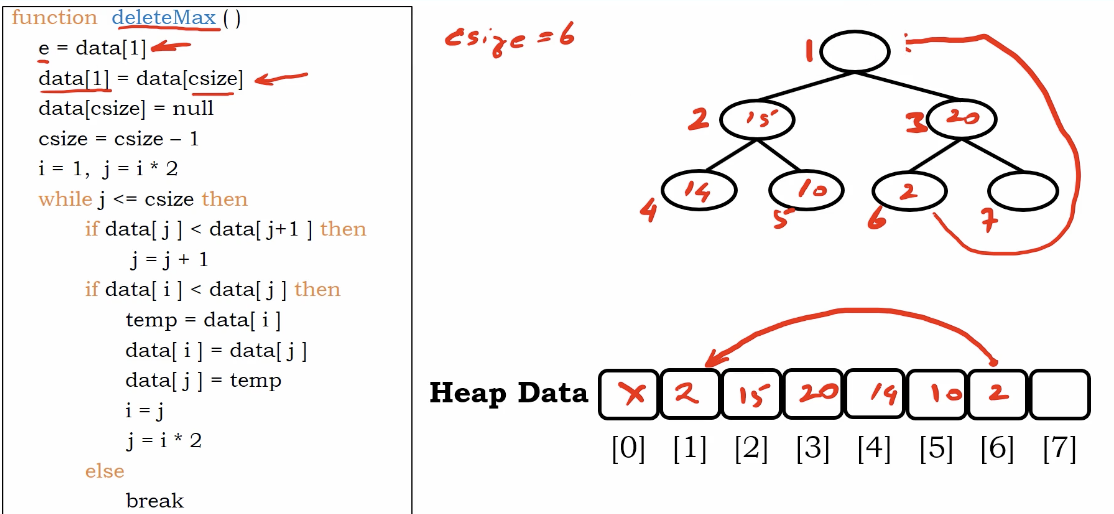 function deleteMax ( )
e = data[1]
data[1] = data[csize]
data[csize] = null
csize = csize – 1
i = 1, j = i * 2
while j <= csize then
if data[ j ] < data[ j+1 ] then
j = j + 1
if data[ i ] < data[ j ] then
temp = data[ i ]
data[ i ] = data[ j ]
data[ j ] = temp
i = j
j = i * 2
else
break
csize = 6
1
2 15 3 20
14 10 2
4 5 6 7
Heap Data X 2 15 20 14 10 2
[0] [1] [2] [3] [4] [5] [6] [7]